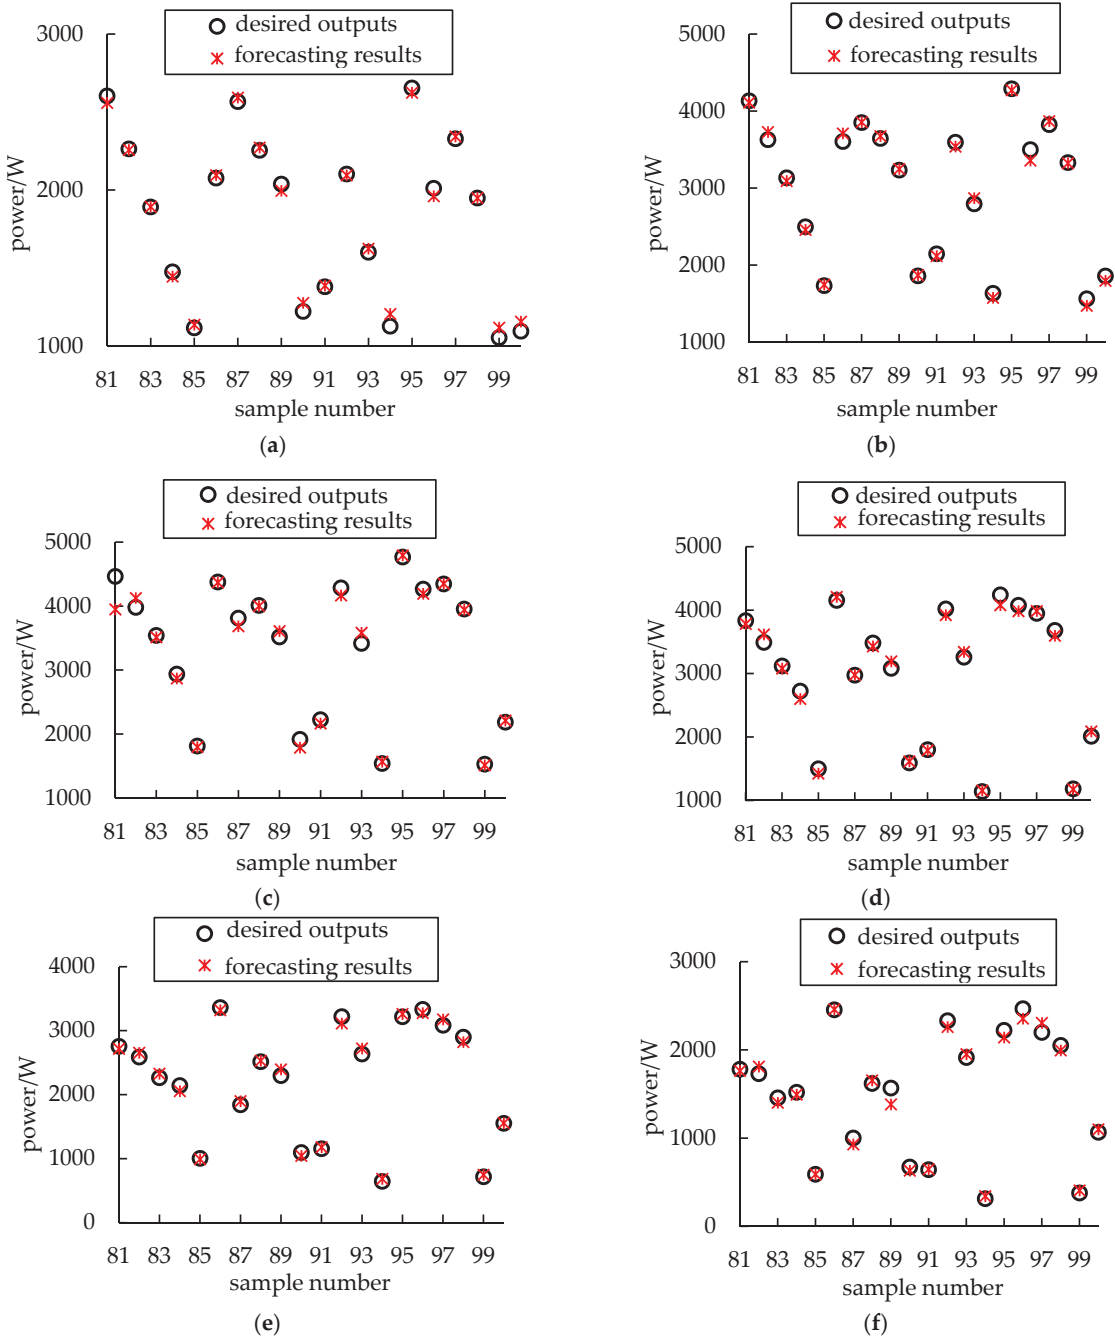 desired outputs
forecasting results
3000
2000
1000
power/W
81 83 85 87 89 91 93 95 97 99
sample number
(a)
desired outputs
forecasting results
5000
4000
3000
2000
1000
power/W
81 83 85 87 89 91 93 95 97 99
sample number
(b)
desired outputs
forecasting results
5000
4000
3000
2000
1000
power/W
81 83 85 87 89 91 93 95 97 99
sample number
(c)
desired outputs
forecasting results
5000
4000
3000
2000
1000
power/W
81 83 85 87 89 91 93 95 97 99
sample number
(d)
desired outputs
forecasting results
4000
3000
2000
1000
0
power/W
81 83 85 87 89 91 93 95 97 99
sample number
(e)
desired outputs
forecasting results
3000
2000
1000
0
power/W
81 83 85 87 89 91 93 95 97 99
sample number
(f)